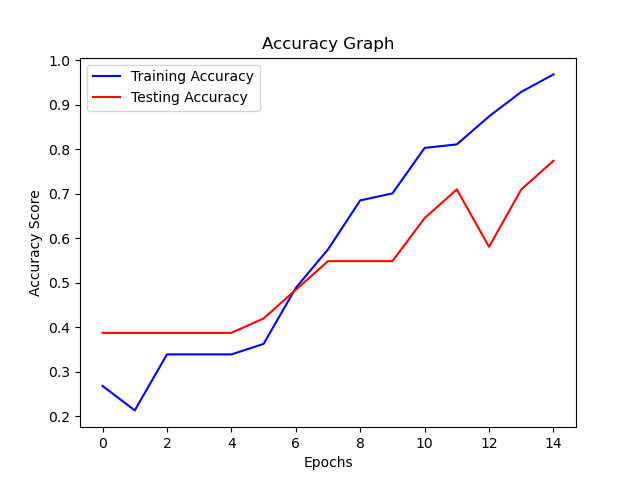 Accuracy Graph
Training Accuracy
Testing Accuracy
1.0
0.9
0.8
0.7
0.6
0.5
0.4
0.3
0.2
Accuracy Score
0 2 4 6 8 10 12 14
Epochs